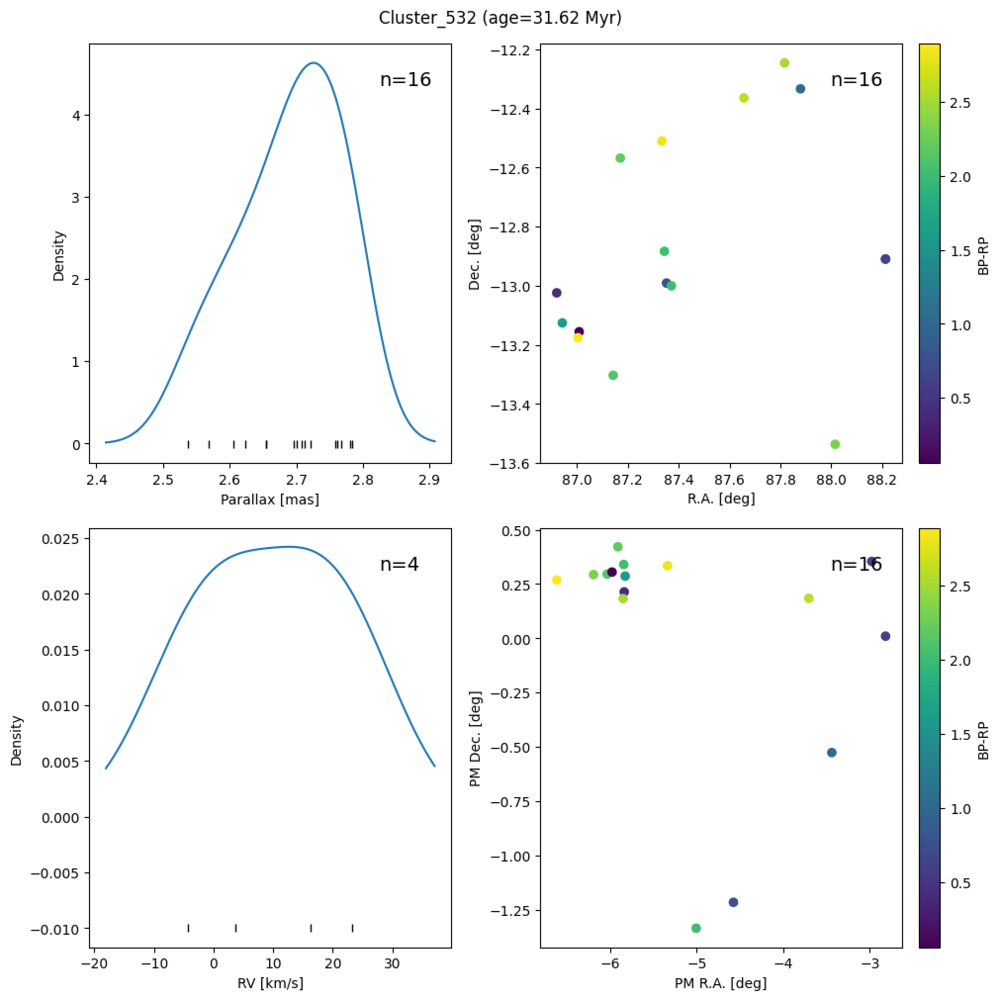 Cluster_532 (age=31.62 Myr)
n=16
Density
4
3
2
1
0
2.4 2.5 2.6 2.7 2.8 2.9
Parallax [mas]
n=16
Dec. [deg]
−12.2
−12.4
−12.6
−12.8
−13.0
−13.2
−13.4
−13.6
87.0 87.2 87.4 87.6 87.8 88.0 88.2
R.A. [deg]
2.5
2.0
1.5
1.0
0.5
BP-RP
n=4
Density
0.025
0.020
0.015
0.010
0.005
0.000
−0.005
−0.010
−20 −10 0 10 20 30
RV [km/s]
n=16
PM Dec. [deg]
0.50
0.25
0.00
−0.25
−0.50
−0.75
−1.00
−1.25
−6 −5 −4 −3
PM R.A. [deg]
2.5
2.0
1.5
1.0
0.5
BP-RP